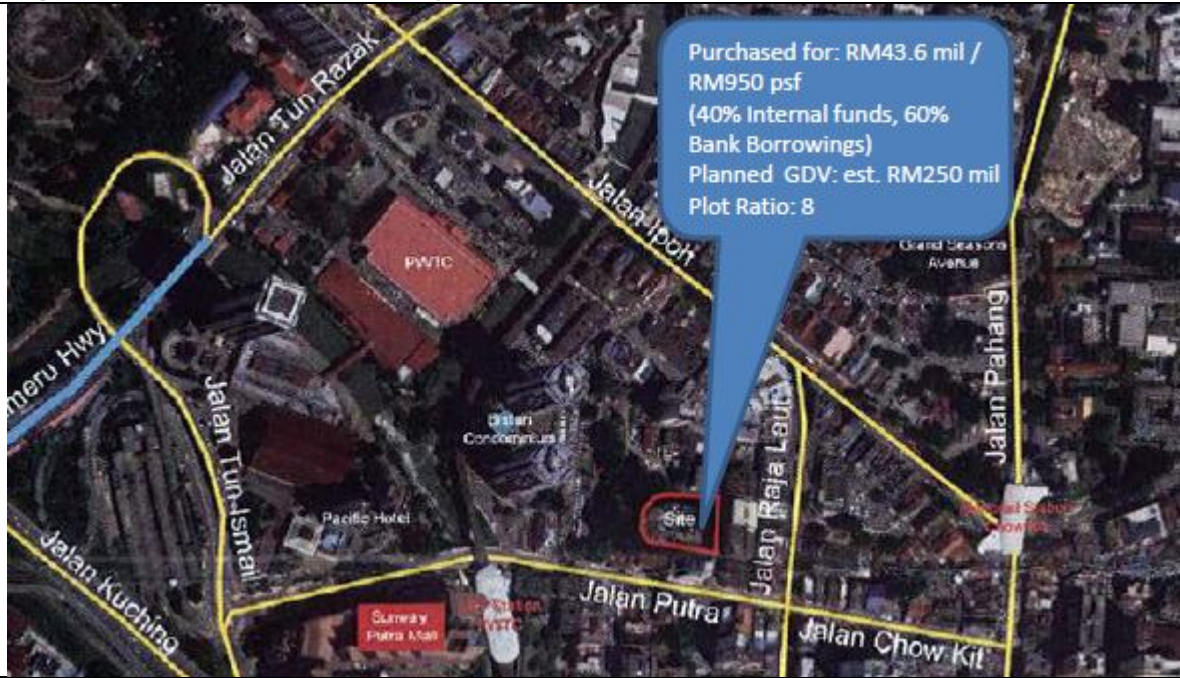 Purchased for: RM43.6 mil /
RM950 psf
(40% Internal funds, 60%
Bank Borrowings)
Planned GDV: est. RM250 mil
Plot Ratio: 8
Jalan Tun Razak
Jalan Ipoh
PWTC
Grand Seasons
Avenue
Jalan Pahang
meru Hwy
Jalan Tun Ismail
Condominium
Jalan Raja Laut
Site
Pacific Hotel
Jalan Kuching
Sunway
Putra Mall
Station
Jalan Putra
Jalan Chow Kit